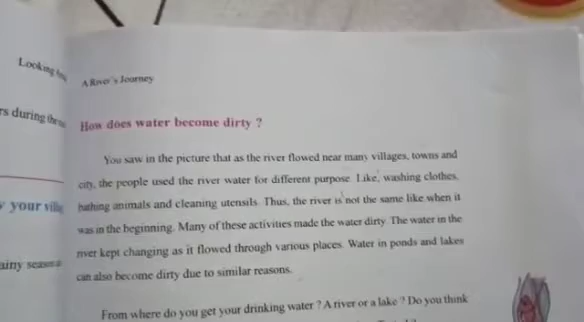 Looking
A River's Journey
rs during
How does water become dirty ?
You saw in the picture that as the river flowed near many villages, towns and
city, the people used the river water for different purpose. Like, washing clothes,
bathing animals and cleaning utensils. Thus, the river is not the same like when it
y your
was in the beginning. Many of these activities made the water dirty. The water in the
river kept changing as it flowed through various places. Water in ponds and lakes
ainy season
can also become dirty due to similar reasons.
From where do you get your drinking water ? A river or a lake ? Do you think